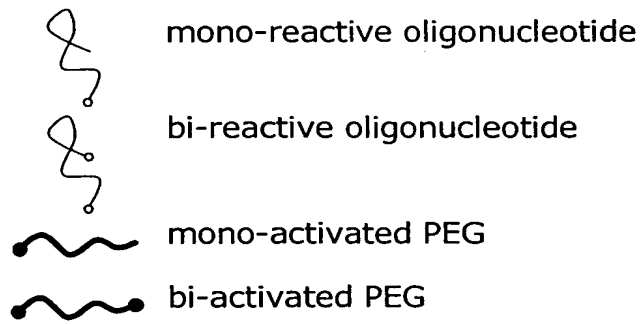 mono-reactive oligonucleotide
bi-reactive oligonucleotide
mono-activated PEG
bi-activated PEG